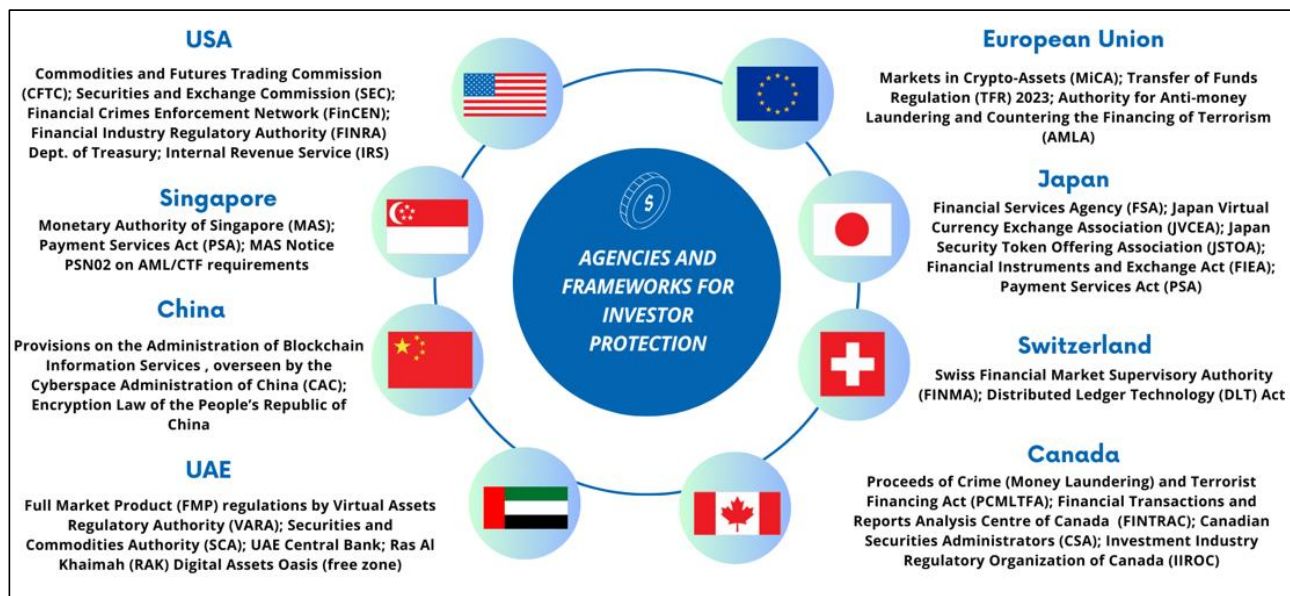 USA
Commodities and Futures Trading Commission
(CFTC); Securities and Exchange Commission (SEC);
Financial Crimes Enforcement Network (FinCEN);
Financial Industry Regulatory Authority (FINRA)
Dept. of Treasury; Internal Revenue Service (IRS)
Singapore
Monetary Authority of Singapore (MAS);
Payment Services Act (PSA); MAS Notice
PSN02 on AML/CTF requirements
China
Provisions on the Administration of Blockchain
Information Services , overseen by the
Cyberspace Administration of China (CAC);
Encryption Law of the People's Republic of
China
UAE
Full Market Product (FMP) regulations by Virtual Assets
Regulatory Authority (VARA); Securities and
Commodities Authority (SCA); UAE Central Bank; Ras Al
Khaimah (RAK) Digital Assets Oasis (free zone)
$
AGENCIES AND
FRAMEWORKS FOR
INVESTOR
PROTECTION
European Union
Markets in Crypto-Assets (MiCA); Transfer of Funds
Regulation (TFR) 2023; Authority for Anti-money
Laundering and Countering the Financing of Terrorism
(AMLA)
Japan
Financial Services Agency (FSA); Japan Virtual
Currency Exchange Association (JVCEA); Japan
Security Token Offering Association (JSTOA);
Financial Instruments and Exchange Act (FIEA);
Payment Services Act (PSA)
Switzerland
Swiss Financial Market Supervisory Authority
(FINMA); Distributed Ledger Technology (DLT) Act
Canada
Proceeds of Crime (Money Laundering) and Terrorist
Financing Act (PCMLTFA); Financial Transactions and
Reports Analysis Centre of Canada (FINTRAC); Canadian
Securities Administrators (CSA); Investment Industry
Regulatory Organization of Canada (IIROC)